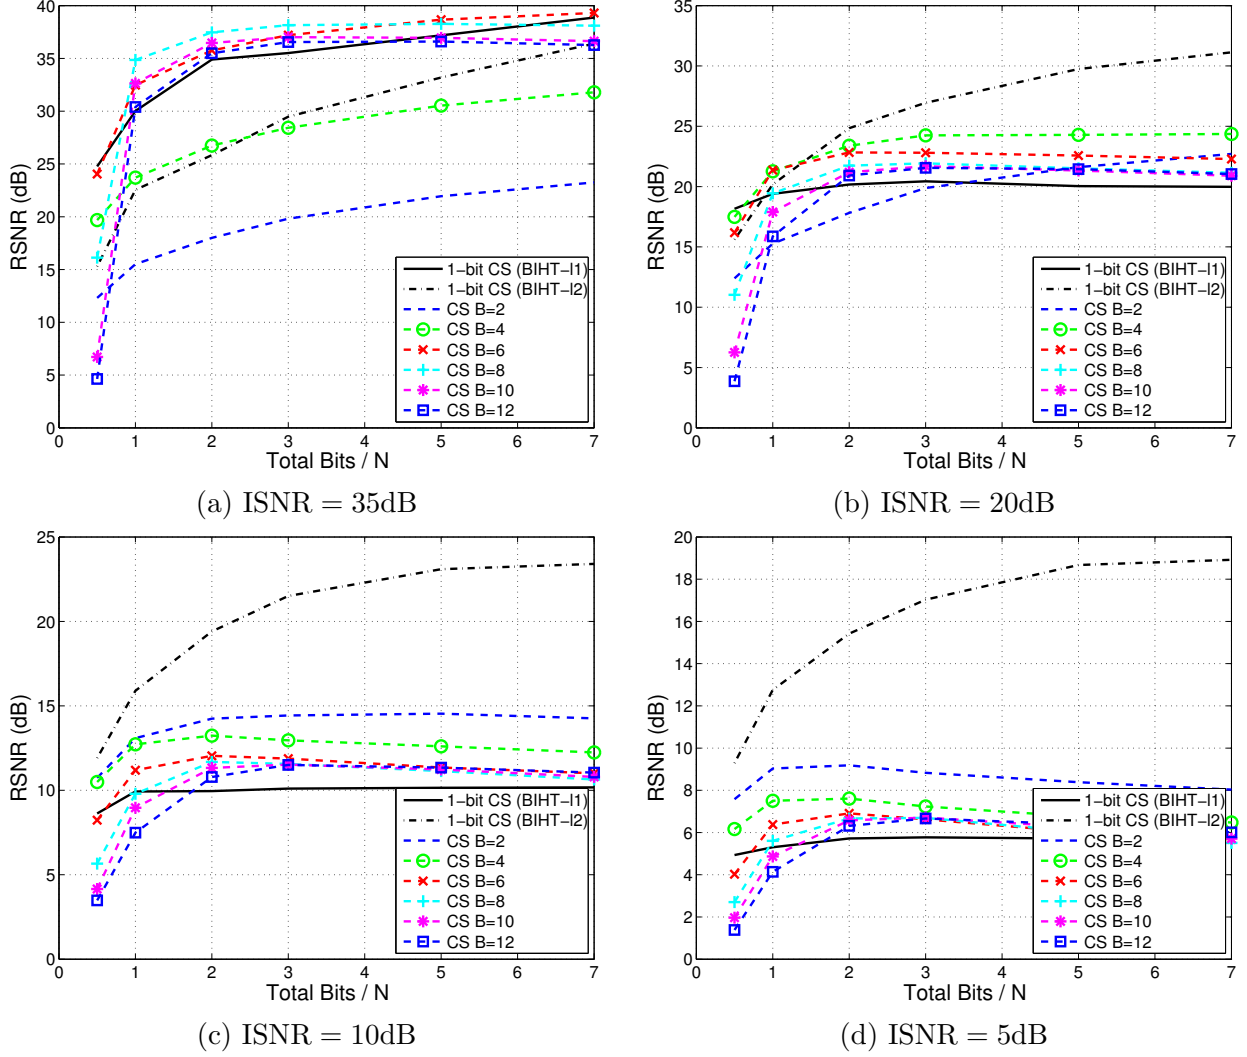 40
35
30
25
20
15
10
5
0
RSNR (dB)
1−bit CS (BIHT−l1)
1−bit CS (BIHT−l2)
CS B=2
CS B=4
CS B=6
CS B=8
CS B=10
CS B=12
0 1 2 3 4 5 6 7
Total Bits / N
(a) ISNR = 35dB
35
30
25
20
15
10
5
0
RSNR (dB)
1−bit CS (BIHT−l1)
1−bit CS (BIHT−l2)
CS B=2
CS B=4
CS B=6
CS B=8
CS B=10
CS B=12
0 1 2 3 4 5 6 7
Total Bits / N
(b) ISNR = 20dB
25
20
15
10
5
0
RSNR (dB)
1−bit CS (BIHT−l1)
1−bit CS (BIHT−l2)
CS B=2
CS B=4
CS B=6
CS B=8
CS B=10
CS B=12
0 1 2 3 4 5 6 7
Total Bits / N
(c) ISNR = 10dB
20
18
16
14
12
10
8
6
4
2
0
RSNR (dB)
1−bit CS (BIHT−l1)
1−bit CS (BIHT−l2)
CS B=2
CS B=4
CS B=6
CS B=8
CS B=10
CS B=12
0 1 2 3 4 5 6 7
Total Bits / N
(d) ISNR = 5dB